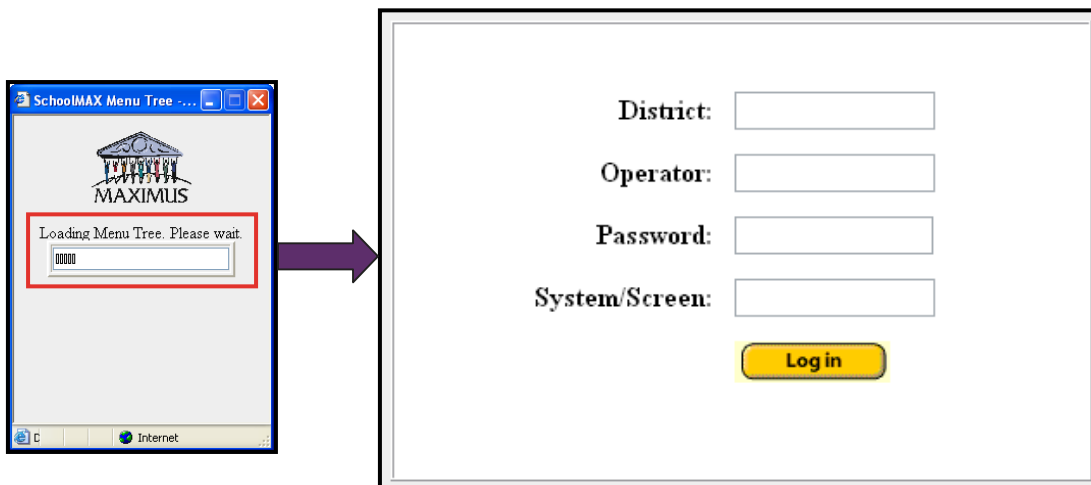 SchoolMAX Menu Tree -...
MAXIMUS
Loading Menu Tree. Please wait.
Internet
District:
Operator:
Password:
System/Screen:
Log in